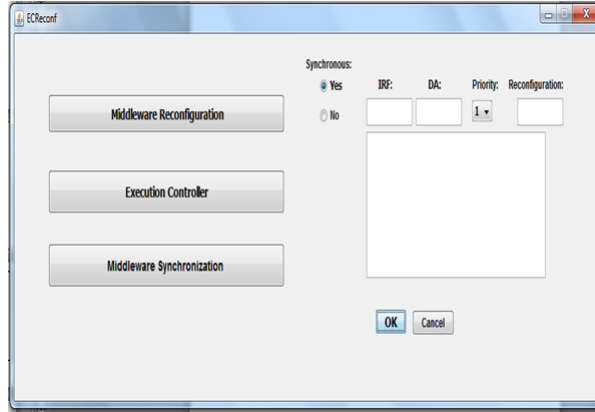 ECReconf
Synchronous:
Yes
No
IRF: DA: Priority: Reconfiguration:
1
Middleware Reconfiguration
Execution Controller
Middleware Synchronization
OK Cancel